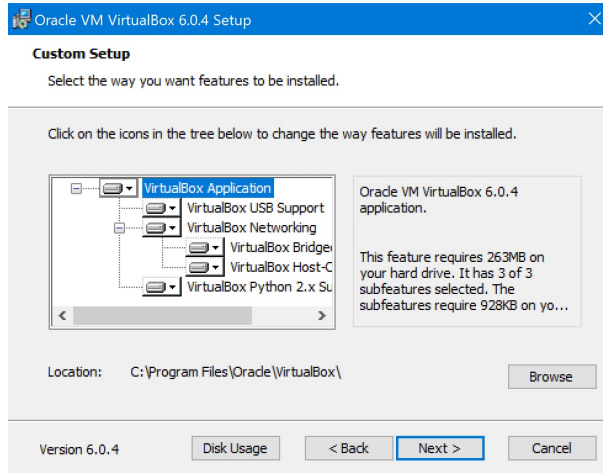 Oracle VM VirtualBox 6.0.4 Setup
Custom Setup
Select the way you want features to be installed.
Click on the icons in the tree below to change the way features will be installed.
VirtualBox Application
VirtualBox USB Support
VirtualBox Networking
VirtualBox Bridge
VirtualBox Host-C
VirtualBox Python 2.x Su
Oracle VM VirtualBox 6.0.4
application.
This feature requires 263MB on
your hard drive. It has 3 of 3
subfeatures selected. The
subfeatures require 928KB on yo...
Location: C:\Program Files\Oracle\VirtualBox\
Browse
Version 6.0.4
Disk Usage
< Back
Next >
Cancel